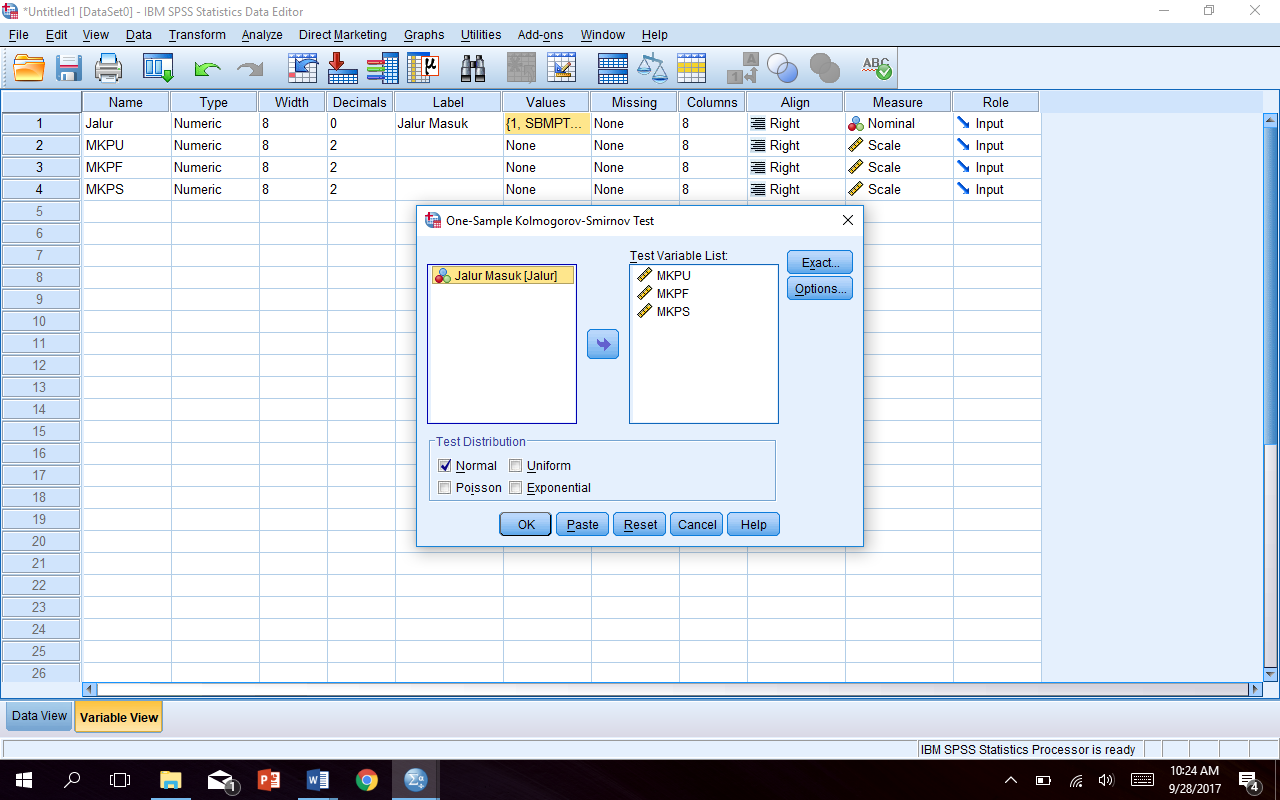 *Untitled1 [DataSet0] - IBM SPSS Statistics Data Editor
File Edit View Data Transform Analyze Direct Marketing Graphs Utilities Add-ons Window Help
Name Type Width Decimals Label Values Missing Columns Align Measure Role
1 Jalur Numeric 8 0 Jalur Masuk {1, SBMPT... None 8 Right Nominal Input
2 MKPU Numeric 8 2 None None 8 Right Scale Input
3 MKPF Numeric 8 2 None None 8 Right Scale Input
4 MKPS Numeric 8 2 None None 8 Right Scale Input
5
6
7
8
9
10
11
12
13
14
15
16
17
18
19
20
21
22
23
24
25
26
One-Sample Kolmogorov-Smirnov Test
Test Variable List:
Jalur Masuk [Jalur]
MKPU
MKPF
MKPS
Exact...
Options...
Test Distribution
Normal Uniform
Poisson Exponential
OK Paste Reset Cancel Help
Data View Variable View
IBM SPSS Statistics Processor is ready
10:24 AM
9/28/2017
1
4